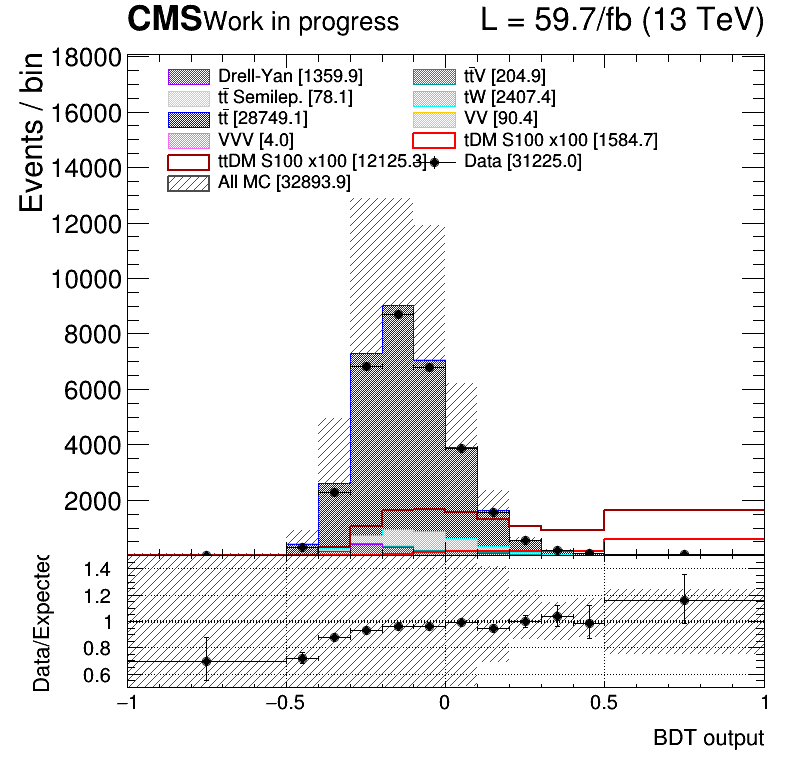 CMS Work in progress L = 59.7/fb (13 TeV)
Events / bin
18000
16000
14000
12000
10000
8000
6000
4000
2000
Drell-Yan [1359.9] tt̄V [204.9]
tt̄ Semilep. [78.1] tW [2407.4]
tt̄ [28749.1] VV [90.4]
VVV [4.0] tDM S100 x100 [1584.7]
ttDM S100 x100 [12125.3] Data [31225.0]
All MC [32893.9]
Data/Expected
1.4
1.2
1
0.8
0.6
−1 −0.5 0 0.5 1
BDT output